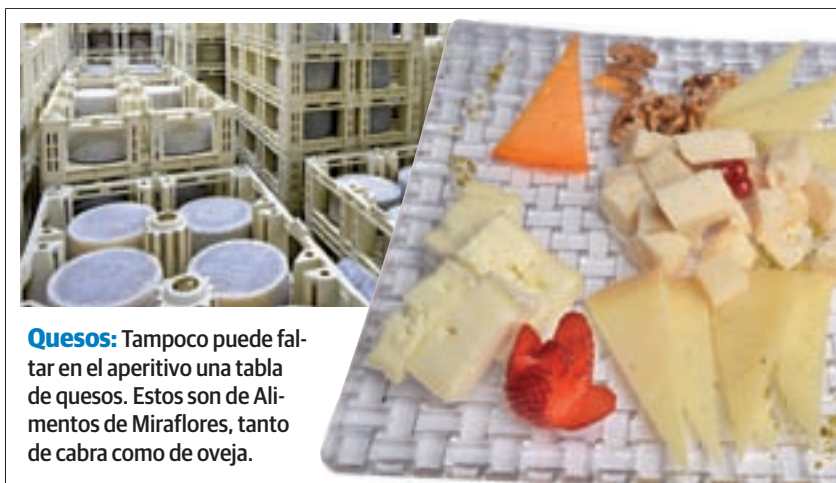 Quesos: Tampoco puede fal-
tar en el aperitivo una tabla
de quesos. Estos son de Ali-
mentos de Miraflores, tanto
de cabra como de oveja.